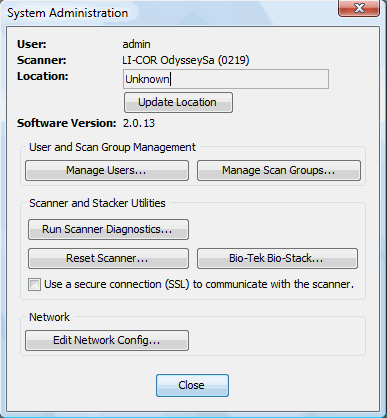 System Administration
User: admin
Scanner: LI-COR OdysseySa (0219)
Location: Unknown
Update Location
Software Version: 2.0.13
User and Scan Group Management
Manage Users... Manage Scan Groups...
Scanner and Stacker Utilities
Run Scanner Diagnostics...
Reset Scanner... Bio-Tek Bio-Stack...
Use a secure connection (SSL) to communicate with the scanner.
Network
Edit Network Config...
Close